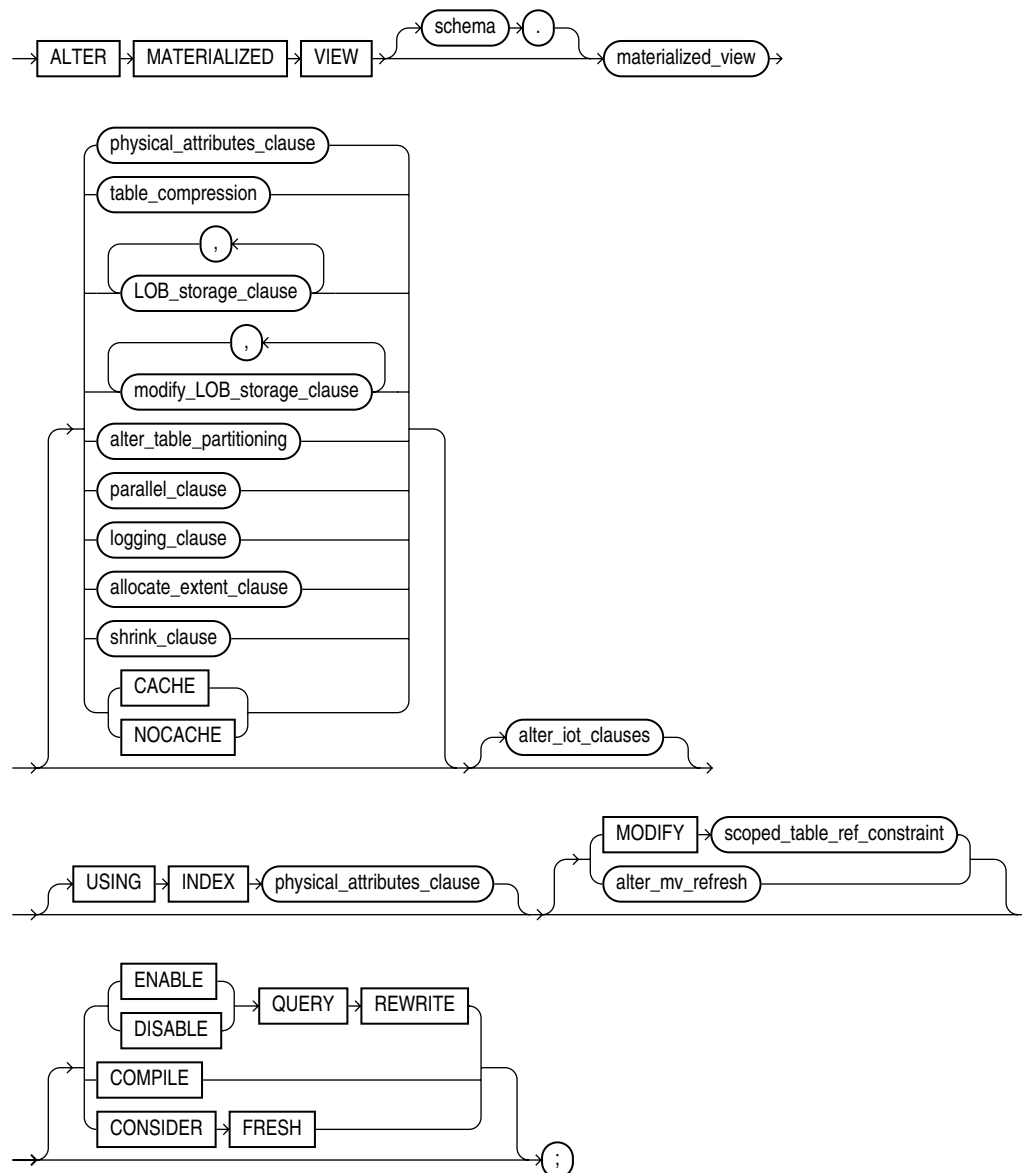 schema .
ALTER MATERIALIZED VIEW materialized_view
physical_attributes_clause
table_compression
,
LOB_storage_clause
,
modify_LOB_storage_clause
alter_table_partitioning
parallel_clause
logging_clause
allocate_extent_clause
shrink_clause
CACHE
NOCACHE
alter_iot_clauses
MODIFY scoped_table_ref_constraint
USING INDEX physical_attributes_clause
alter_mv_refresh
ENABLE
QUERY REWRITE
DISABLE
COMPILE
CONSIDER FRESH
;